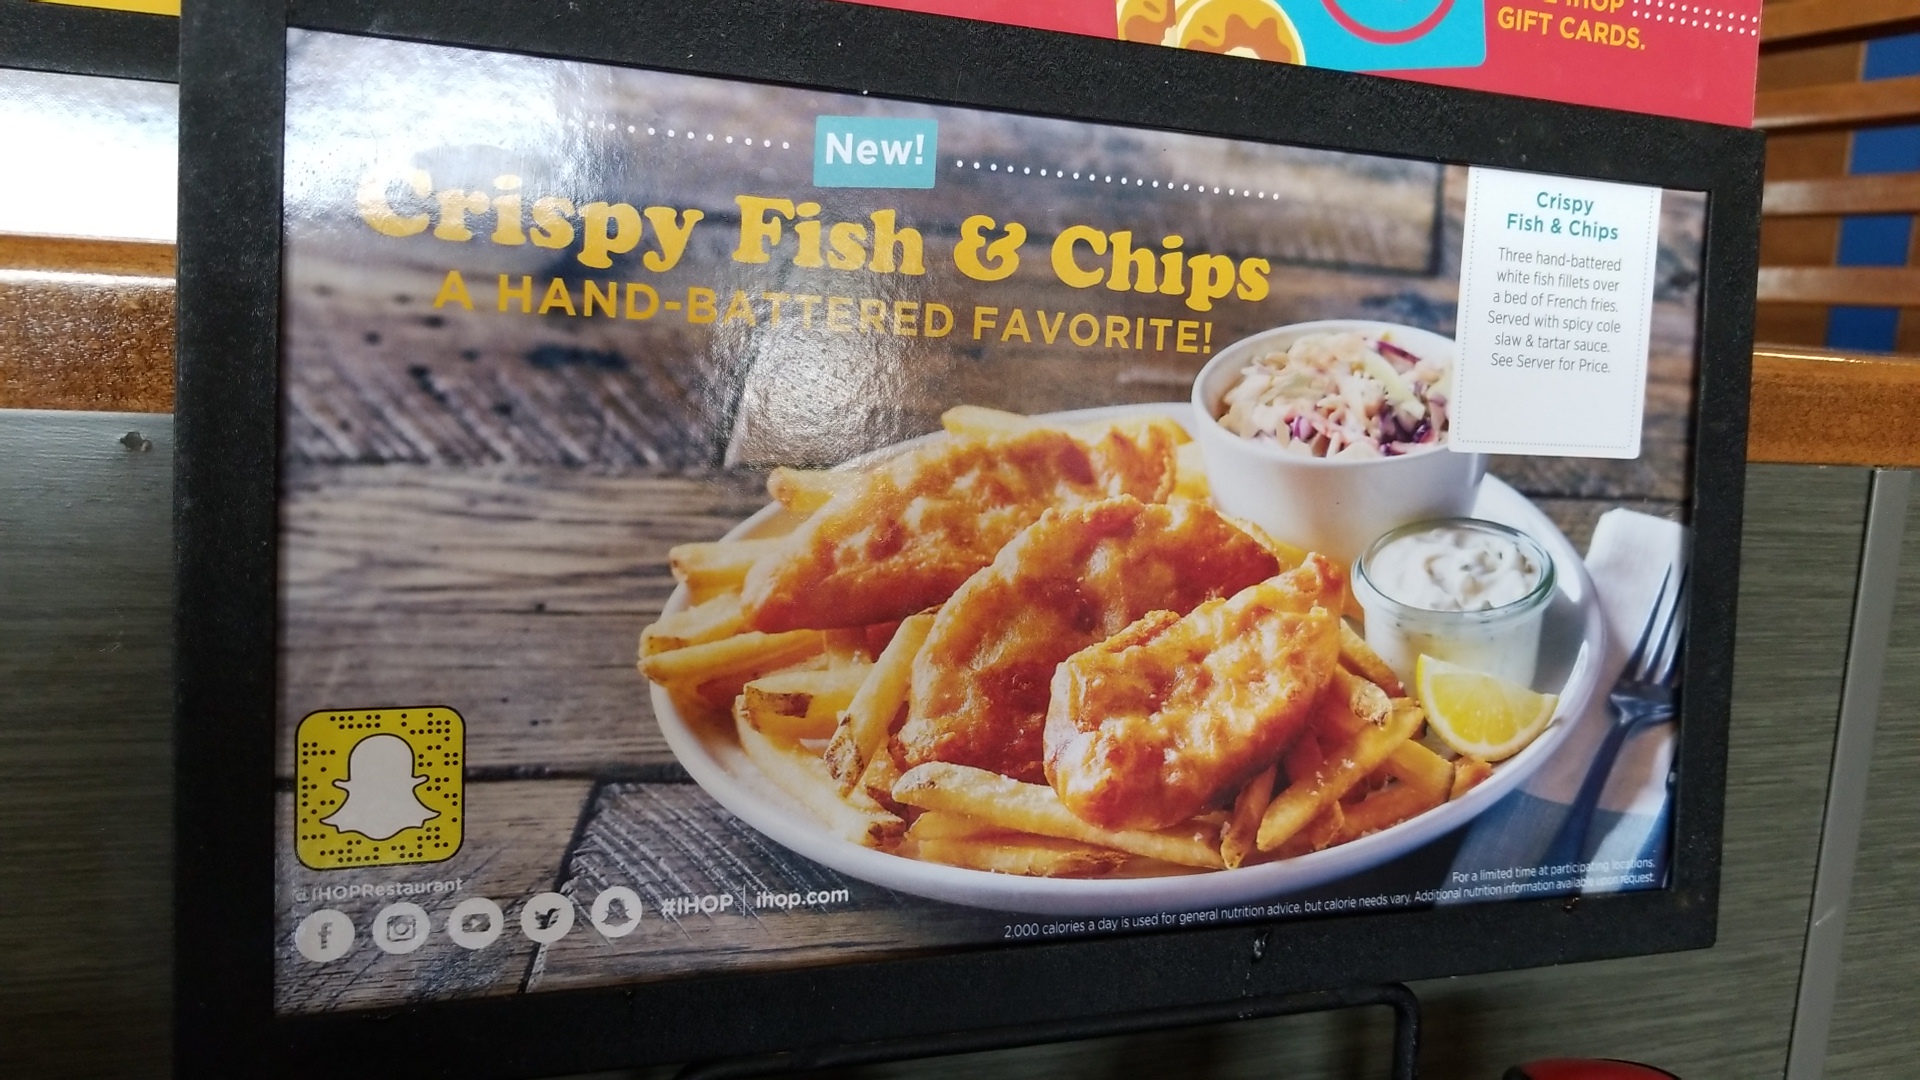 IHOP
GIFT CARDS.
New!
Crispy Fish & Chips
A HAND-BATTERED FAVORITE!
Crispy
Fish & Chips
Three hand-battered
white fish fillets over
a bed of French fries.
Served with spicy cole
slaw & tartar sauce.
See Server for Price.
@IHOPRestaurant
#IHOP | ihop.com
For a limited time at participating locations.
2,000 calories a day is used for general nutrition advice, but calorie needs vary. Additional nutrition information available upon request.